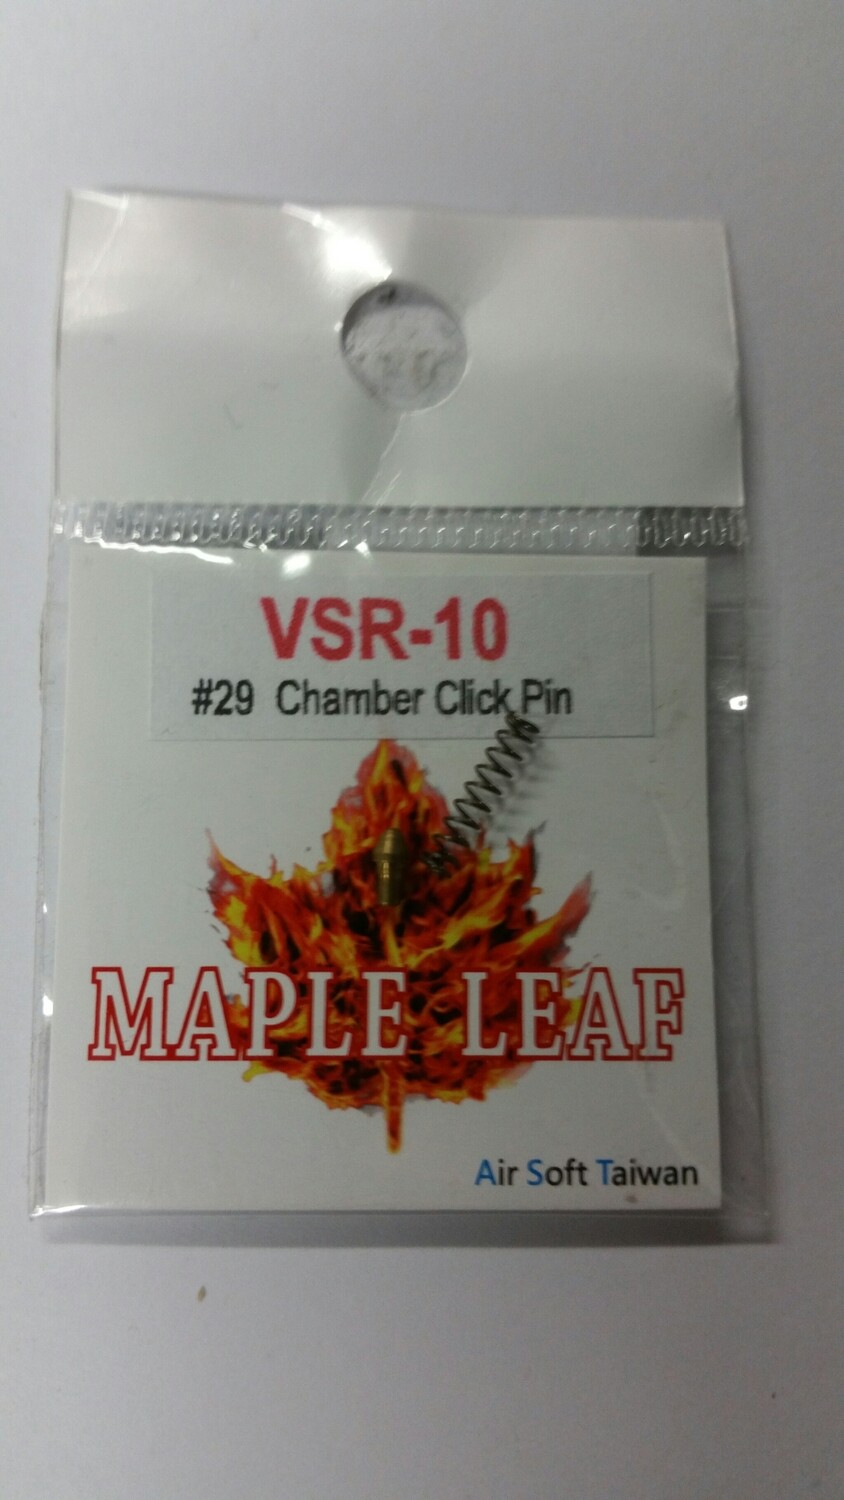 VSR-10
#29 Chamber Click Pin
MAPLE LEAF
Air Soft Taiwan